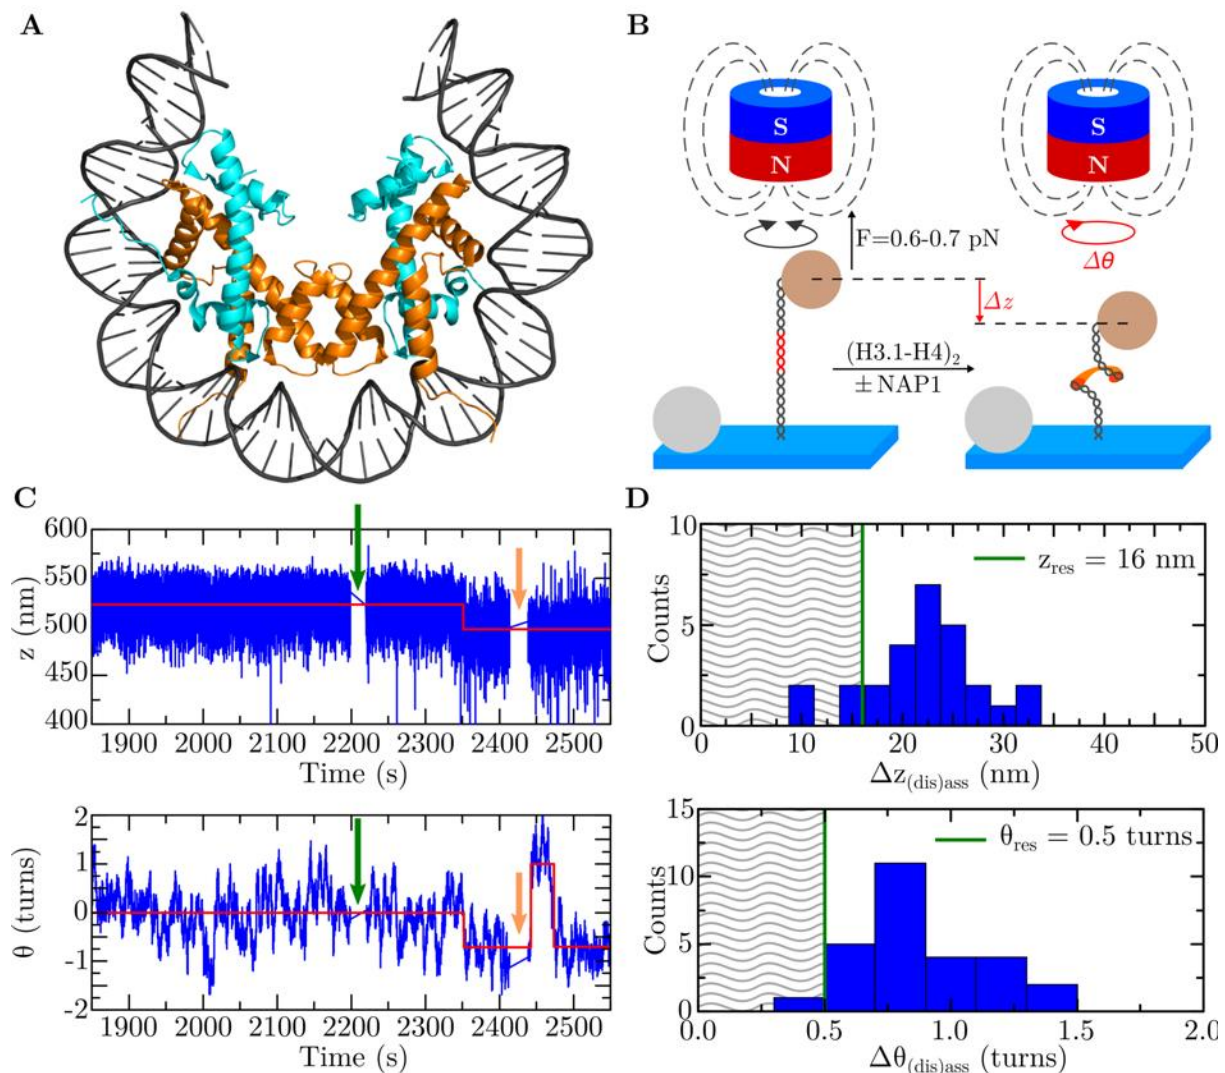 A
B
S
N
S
N
F=0.6-0.7 pN
Δθ
Δz
(H3.1-H4)₂
± NAP1
C
600
550
500
450
400
z (nm)
1900 2000 2100 2200 2300 2400 2500
Time (s)
2
1
0
-1
-2
θ (turns)
1900 2000 2100 2200 2300 2400 2500
Time (s)
D
10
5
0
Counts
z_res = 16 nm
0 10 20 30 40 50
Δz_(dis)ass (nm)
15
10
5
0
Counts
θ_res = 0.5 turns
0.0 0.5 1.0 1.5 2.0
Δθ_(dis)ass (turns)